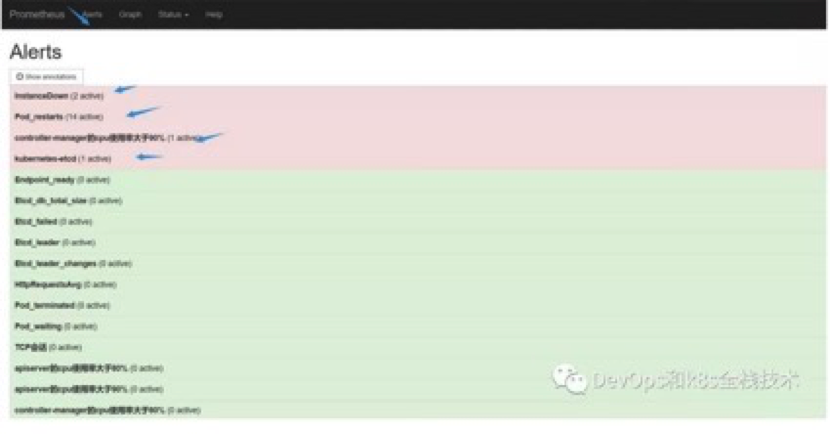 Prometheus Alerts Graph Status Help
Alerts
Show annotations
InstanceDown (2 active)
Pod_restarts (14 active)
controller-manager的cpu使用率大于90% (1 active)
kubernetes-etcd (1 active)
Endpoint_ready (0 active)
Etcd_db_total_size (0 active)
Etcd_failed (0 active)
Etcd_leader (0 active)
Etcd_leader_changes (0 active)
HttpRequestsAvg (0 active)
Pod_terminated (0 active)
Pod_waiting (0 active)
TCP会话 (0 active)
apiserver的cpu使用率大于80% (0 active)
apiserver的cpu使用率大于90% (0 active)
controller-manager的cpu使用率大于90% (0 active)
DevOps和k8s全栈技术